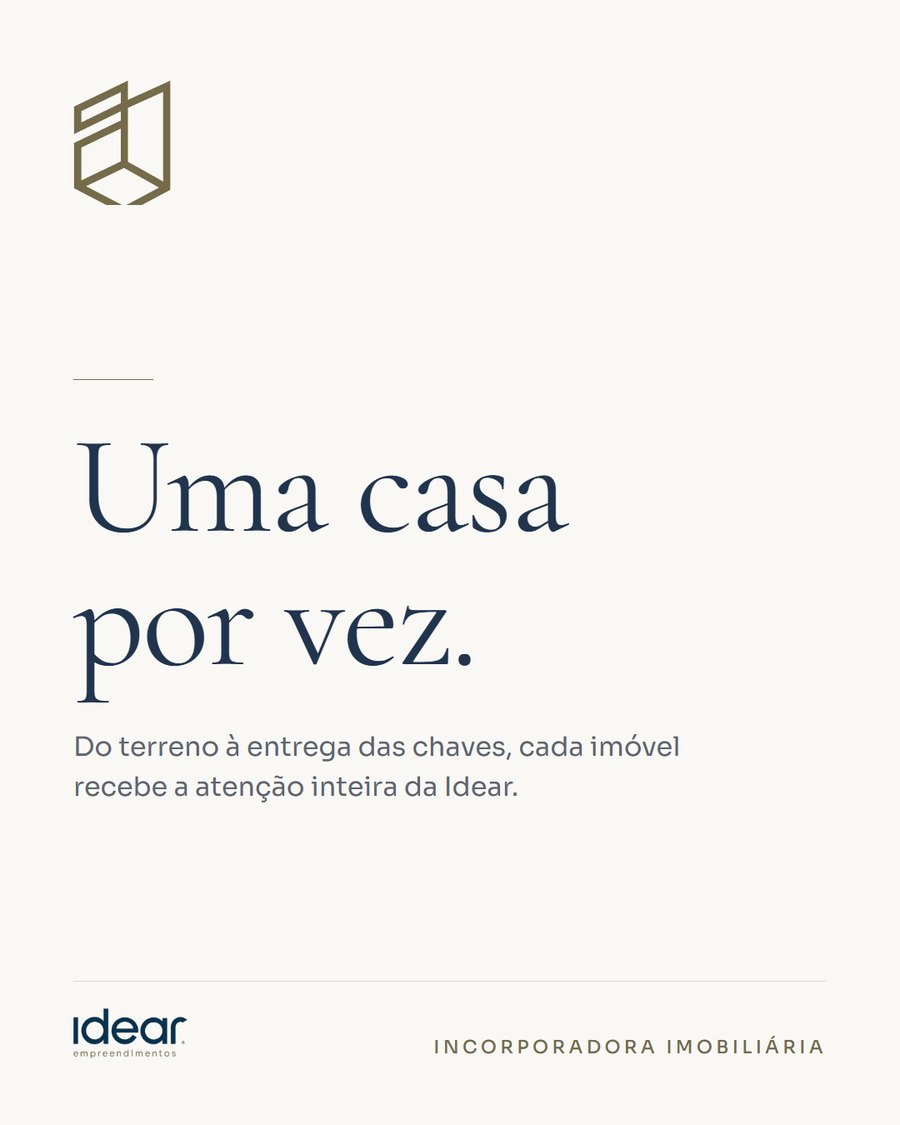 Uma casa
por vez.
Do terreno à entrega das chaves, cada imóvel
recebe a atenção inteira da Idear.
idear
empreendimentos
INCORPORADORA IMOBILIÁRIA